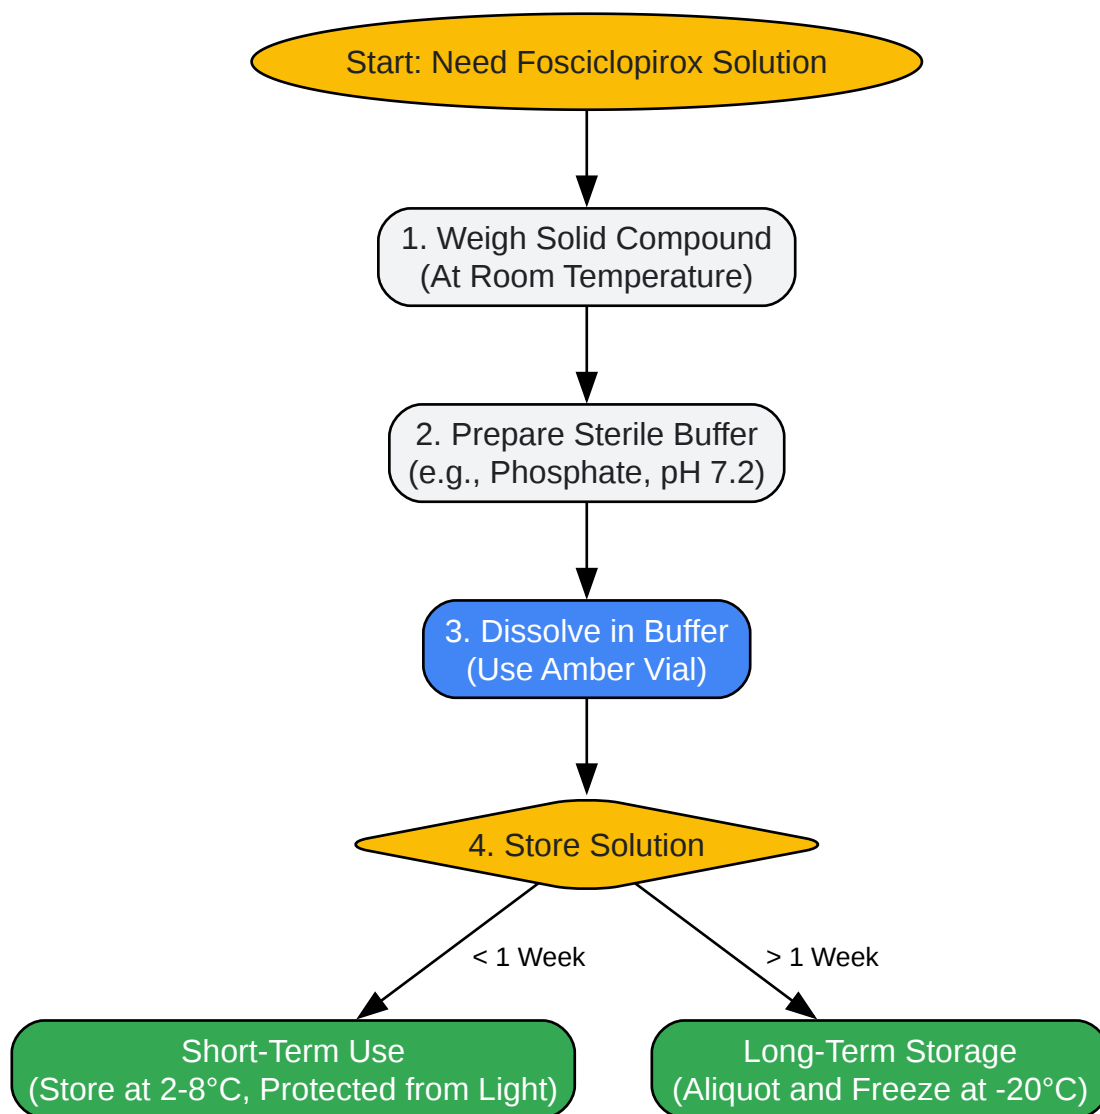 Start: Need Fosciclopirox Solution
1. Weigh Solid Compound
(At Room Temperature)
2. Prepare Sterile Buffer
(e.g., Phosphate, pH 7.2)
3. Dissolve in Buffer
(Use Amber Vial)
4. Store Solution
< 1 Week
> 1 Week
Short-Term Use
(Store at 2-8°C, Protected from Light)
Long-Term Storage
(Aliquot and Freeze at -20°C)